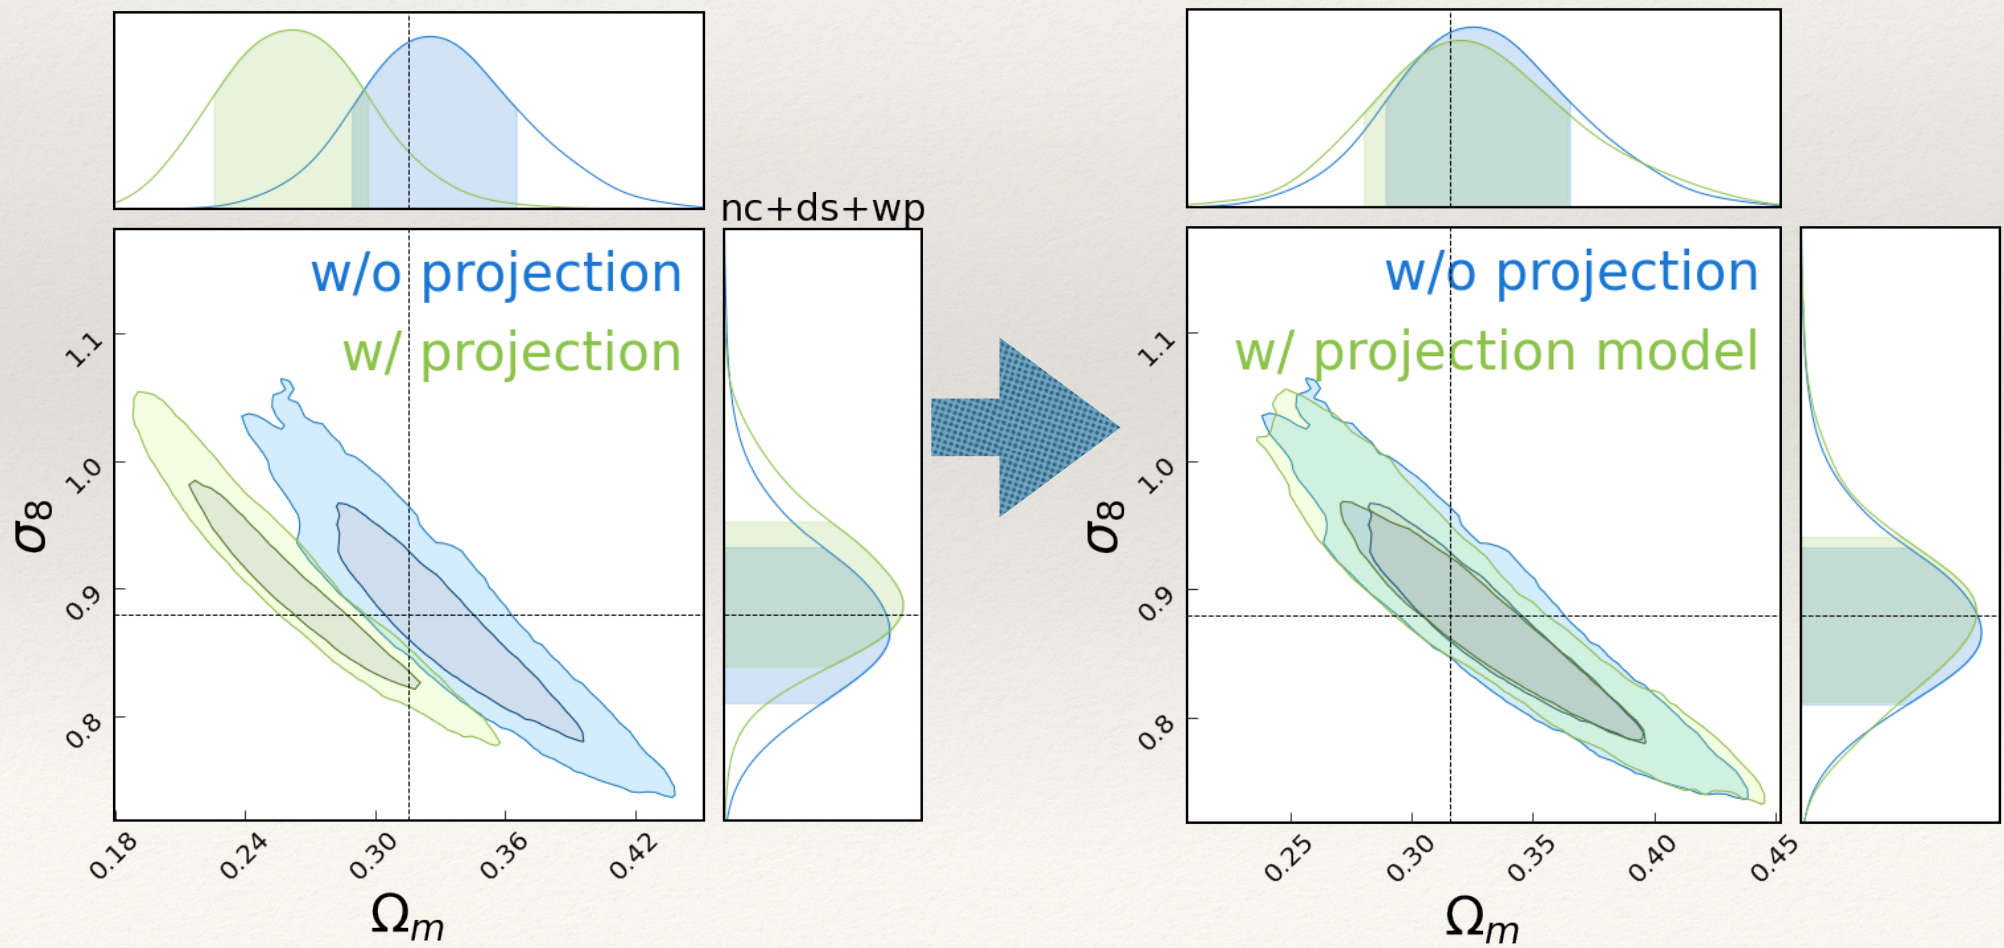 nc+ds+wp
w/o projection
w/ projection
1.1
1.0
0.9
0.8
σ8
0.18
0.24
0.30
0.36
0.42
Ωm
w/o projection
w/ projection model
1.1
1.0
0.9
0.8
σ8
0.25
0.30
0.35
0.40
0.45
Ωm